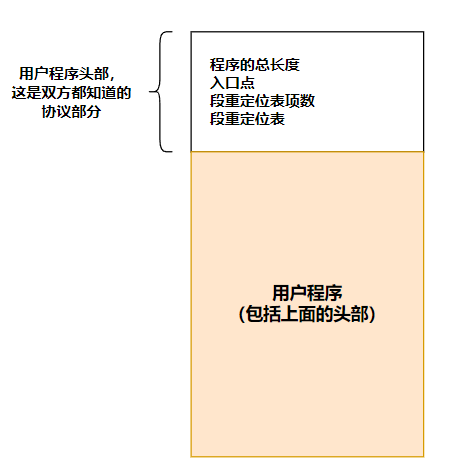 用户程序头部，
这是双方都知道的
协议部分
程序的总长度
入口点
段重定位表项数
段重定位表
用户程序
（包括上面的头部）